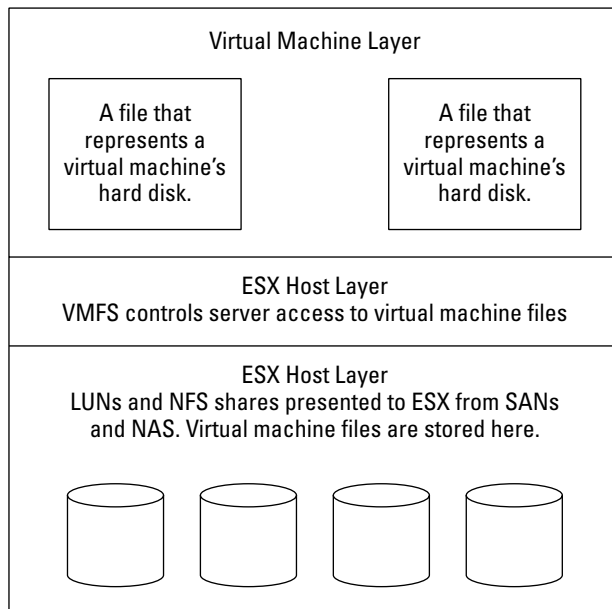 Virtual Machine Layer
A file that
represents a
virtual machine’s
hard disk.
A file that
represents a
virtual machine’s
hard disk.
ESX Host Layer
VMFS controls server access to virtual machine files
ESX Host Layer
LUNs and NFS shares presented to ESX from SANs
and NAS. Virtual machine files are stored here.